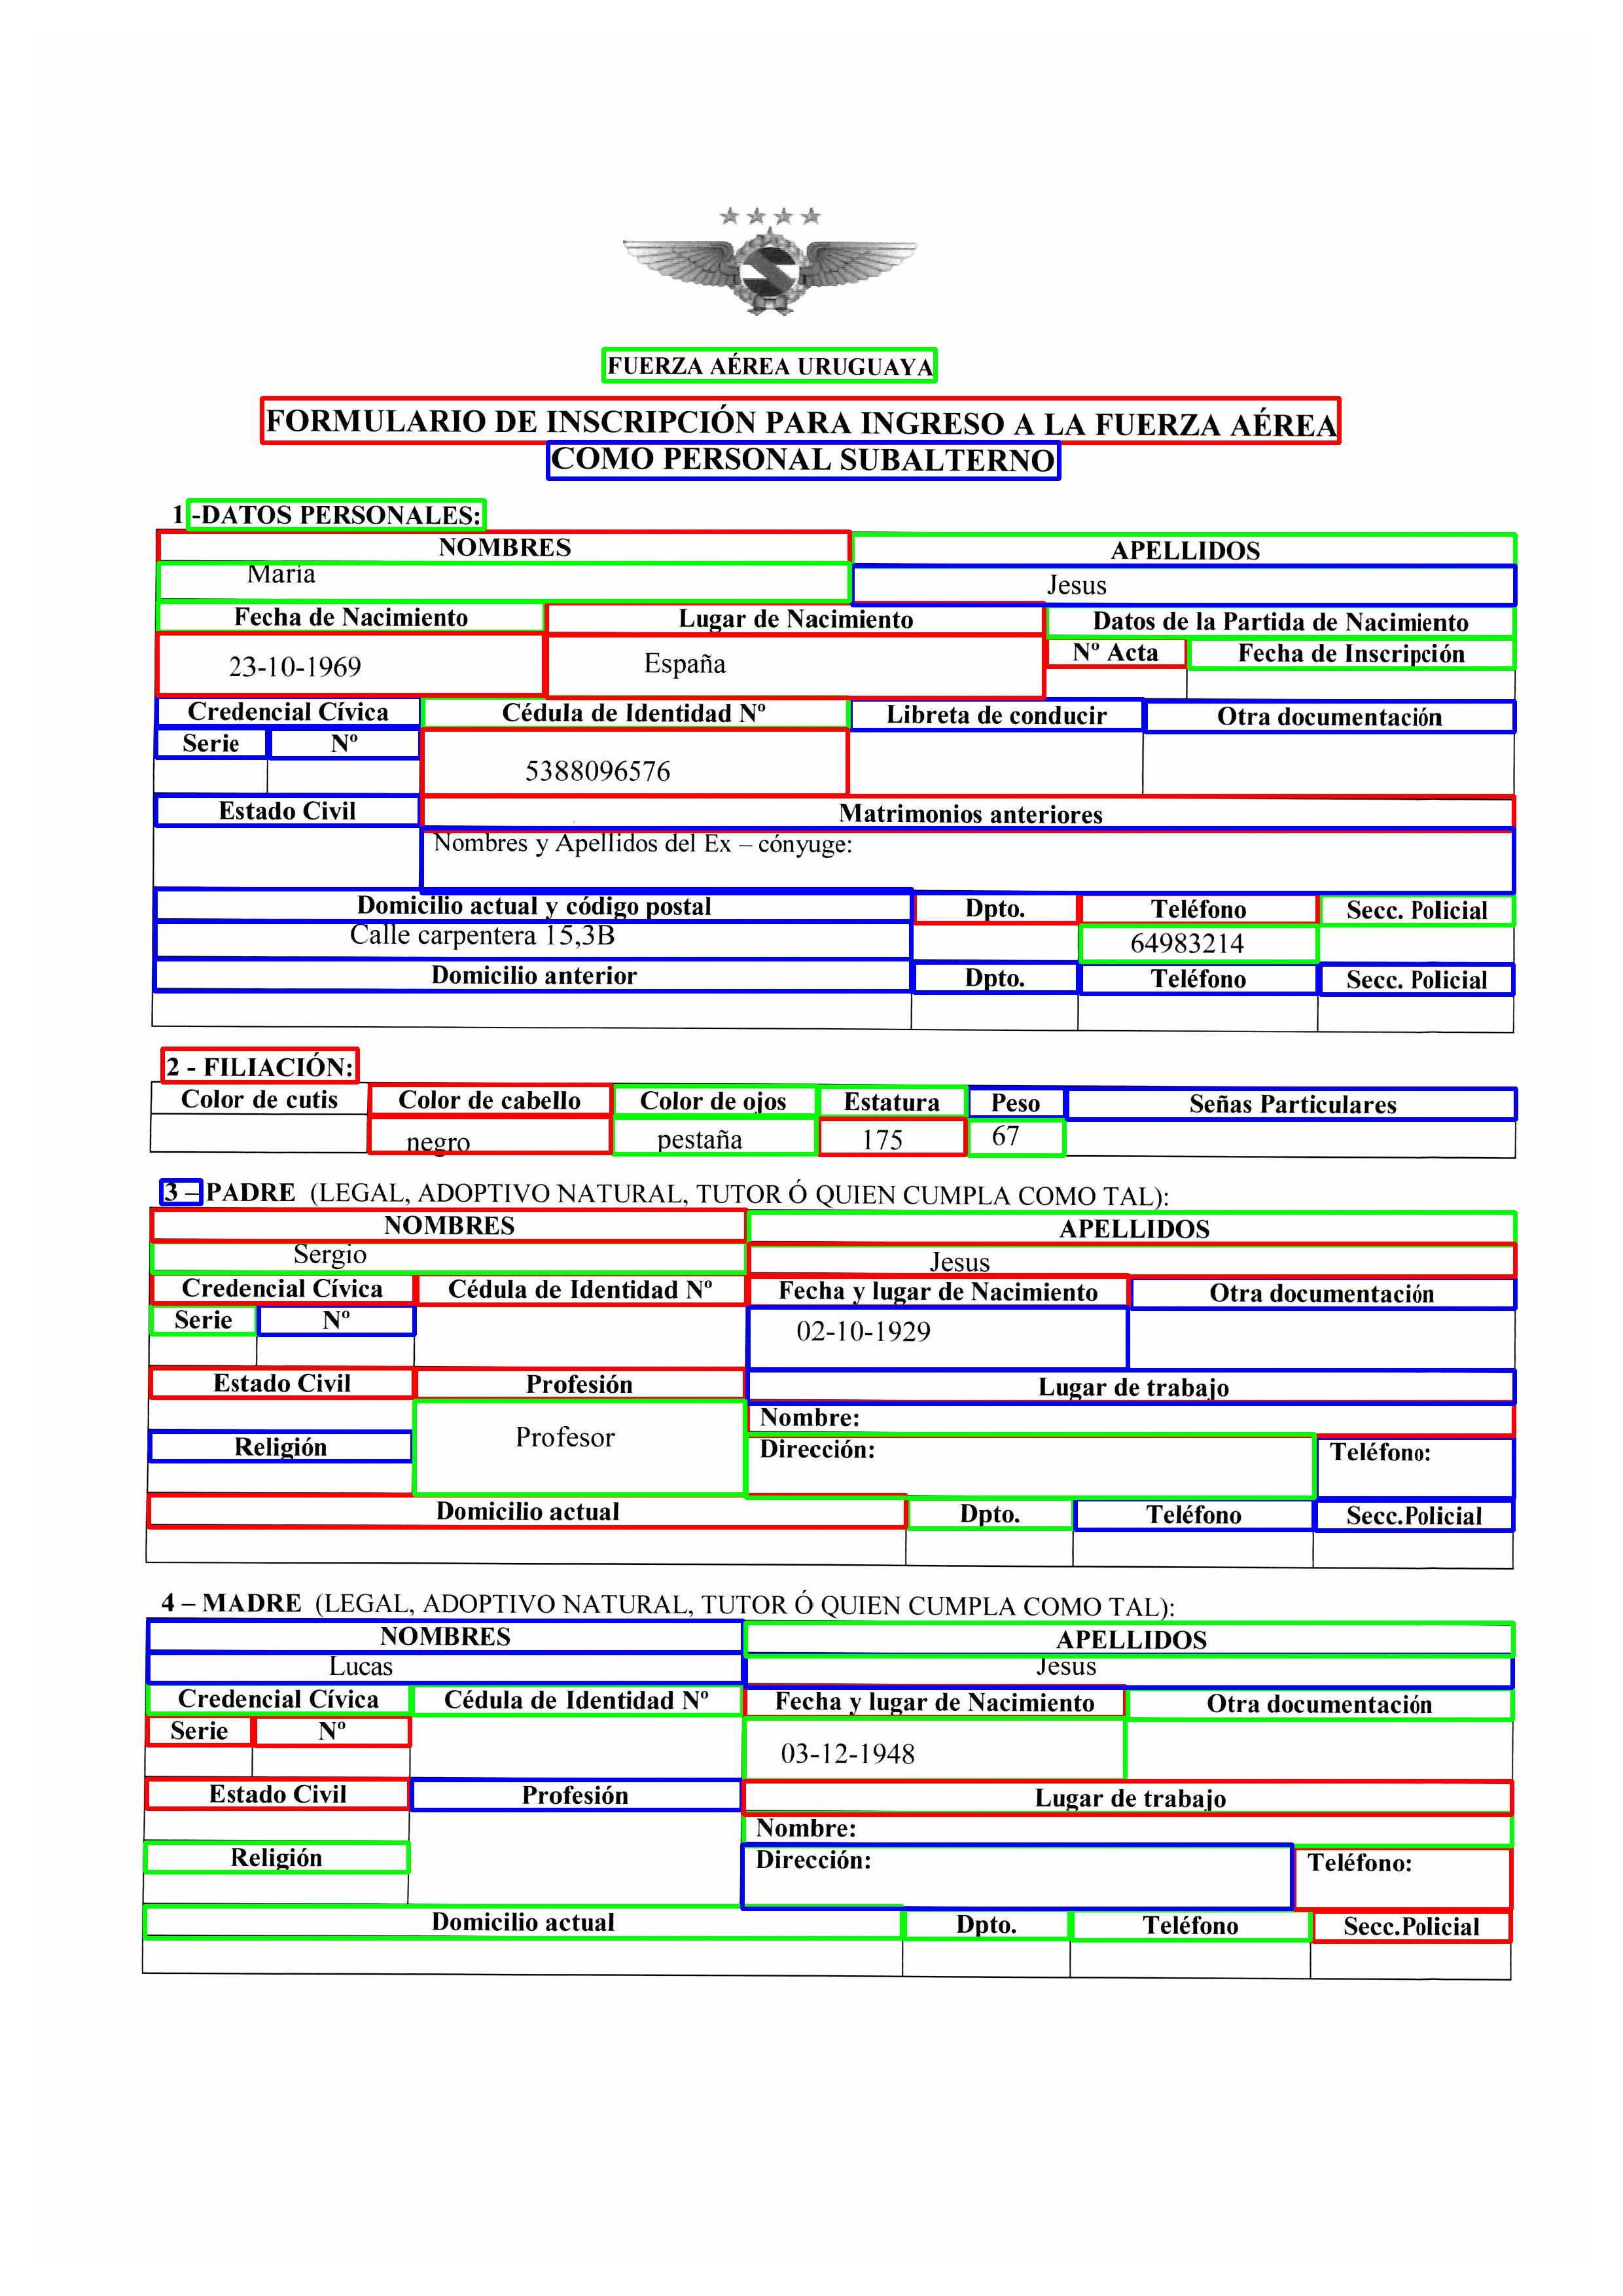 FUERZA AÉREA URUGUAYA
FORMULARIO DE INSCRIPCIÓN PARA INGRESO A LA FUERZA AÉREA
COMO PERSONAL SUBALTERNO
1 -DATOS PERSONALES:
NOMBRES APELLIDOS
María Jesus
Fecha de Nacimiento Lugar de Nacimiento Datos de la Partida de Nacimiento
Nº Acta Fecha de Inscripción
23-10-1969 España
Credencial Cívica Cédula de Identidad Nº Libreta de conducir Otra documentación
Serie Nº
5388096576
Estado Civil Matrimonios anteriores
Nombres y Apellidos del Ex – cónyuge:
Domicilio actual y código postal Dpto. Teléfono Secc. Policial
Calle carpentera 15,3B 64983214
Domicilio anterior Dpto. Teléfono Secc. Policial
2 - FILIACIÓN:
Color de cutis Color de cabello Color de ojos Estatura Peso Señas Particulares
negro pestaña 175 67
3 – PADRE (LEGAL, ADOPTIVO NATURAL, TUTOR Ó QUIEN CUMPLA COMO TAL):
NOMBRES APELLIDOS
Sergio Jesus
Credencial Cívica Cédula de Identidad Nº Fecha y lugar de Nacimiento Otra documentación
Serie Nº
02-10-1929
Estado Civil Profesión Lugar de trabajo
Nombre:
Profesor
Religión Dirección: Teléfono:
Domicilio actual Dpto. Teléfono Secc.Policial
4 – MADRE (LEGAL, ADOPTIVO NATURAL, TUTOR Ó QUIEN CUMPLA COMO TAL):
NOMBRES APELLIDOS
Lucas Jesus
Credencial Cívica Cédula de Identidad Nº Fecha y lugar de Nacimiento Otra documentación
Serie Nº
03-12-1948
Estado Civil Profesión Lugar de trabajo
Nombre:
Religión Dirección: Teléfono:
Domicilio actual Dpto. Teléfono Secc.Policial